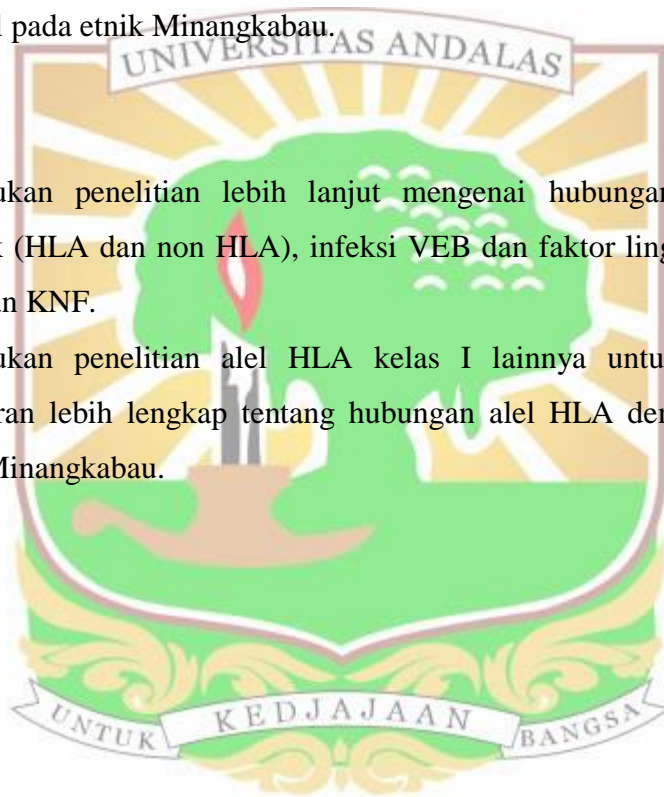 l pada etnik Minangkabau.
UNIVERSITAS ANDALAS
ukan penelitian lebih lanjut mengenai hubungan
k (HLA dan non HLA), infeksi VEB dan faktor ling
an KNF.
ukan penelitian alel HLA kelas I lainnya untu
ran lebih lengkap tentang hubungan alel HLA der
Minangkabau.
UNTUK KEDJAJAAN BANGSA